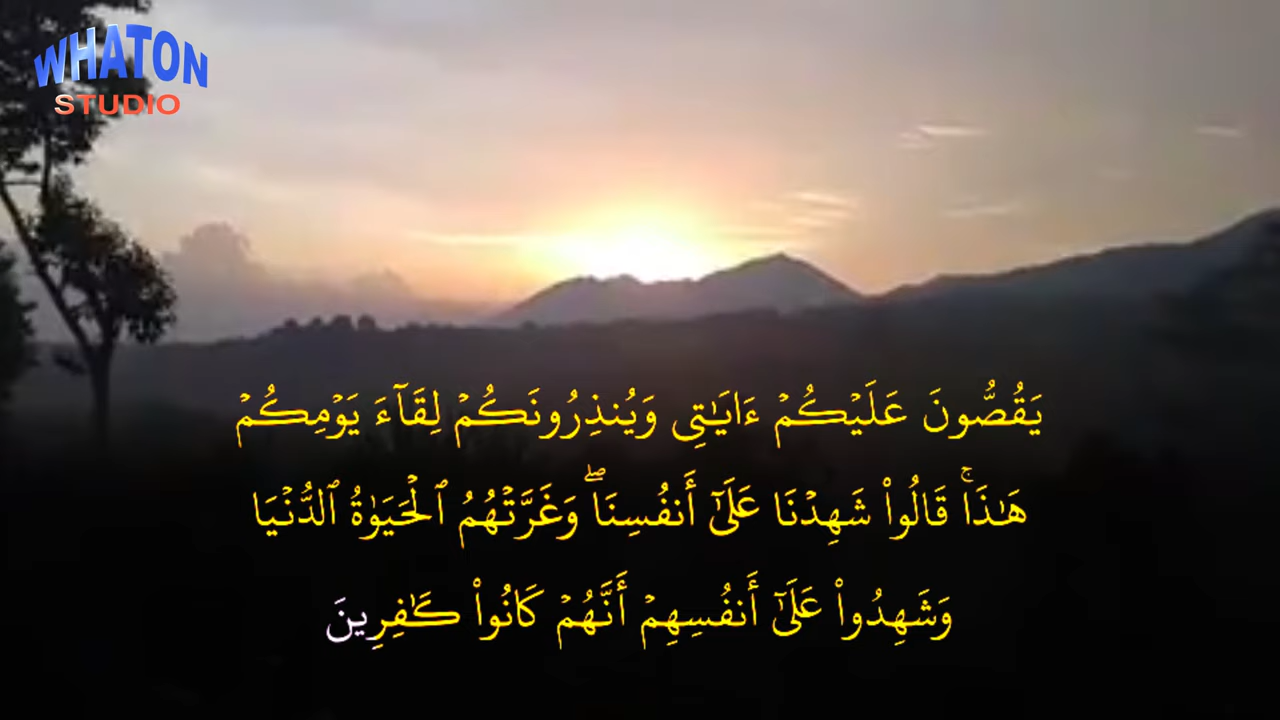 WHATON
STUDIO
يَقُصُّونَ عَلَيۡكُمۡ ءَايَٰتِي وَيُنذِرُونَكُمۡ لِقَآءَ يَوۡمِكُمۡ
هَٰذَاۚ قَالُواْ شَهِدۡنَا عَلَىٰٓ أَنفُسِنَاۖ وَغَرَّتۡهُمُ ٱلۡحَيَوٰةُ ٱلدُّنۡيَا
وَشَهِدُواْ عَلَىٰٓ أَنفُسِهِمۡ أَنَّهُمۡ كَانُواْ كَٰفِرِينَ